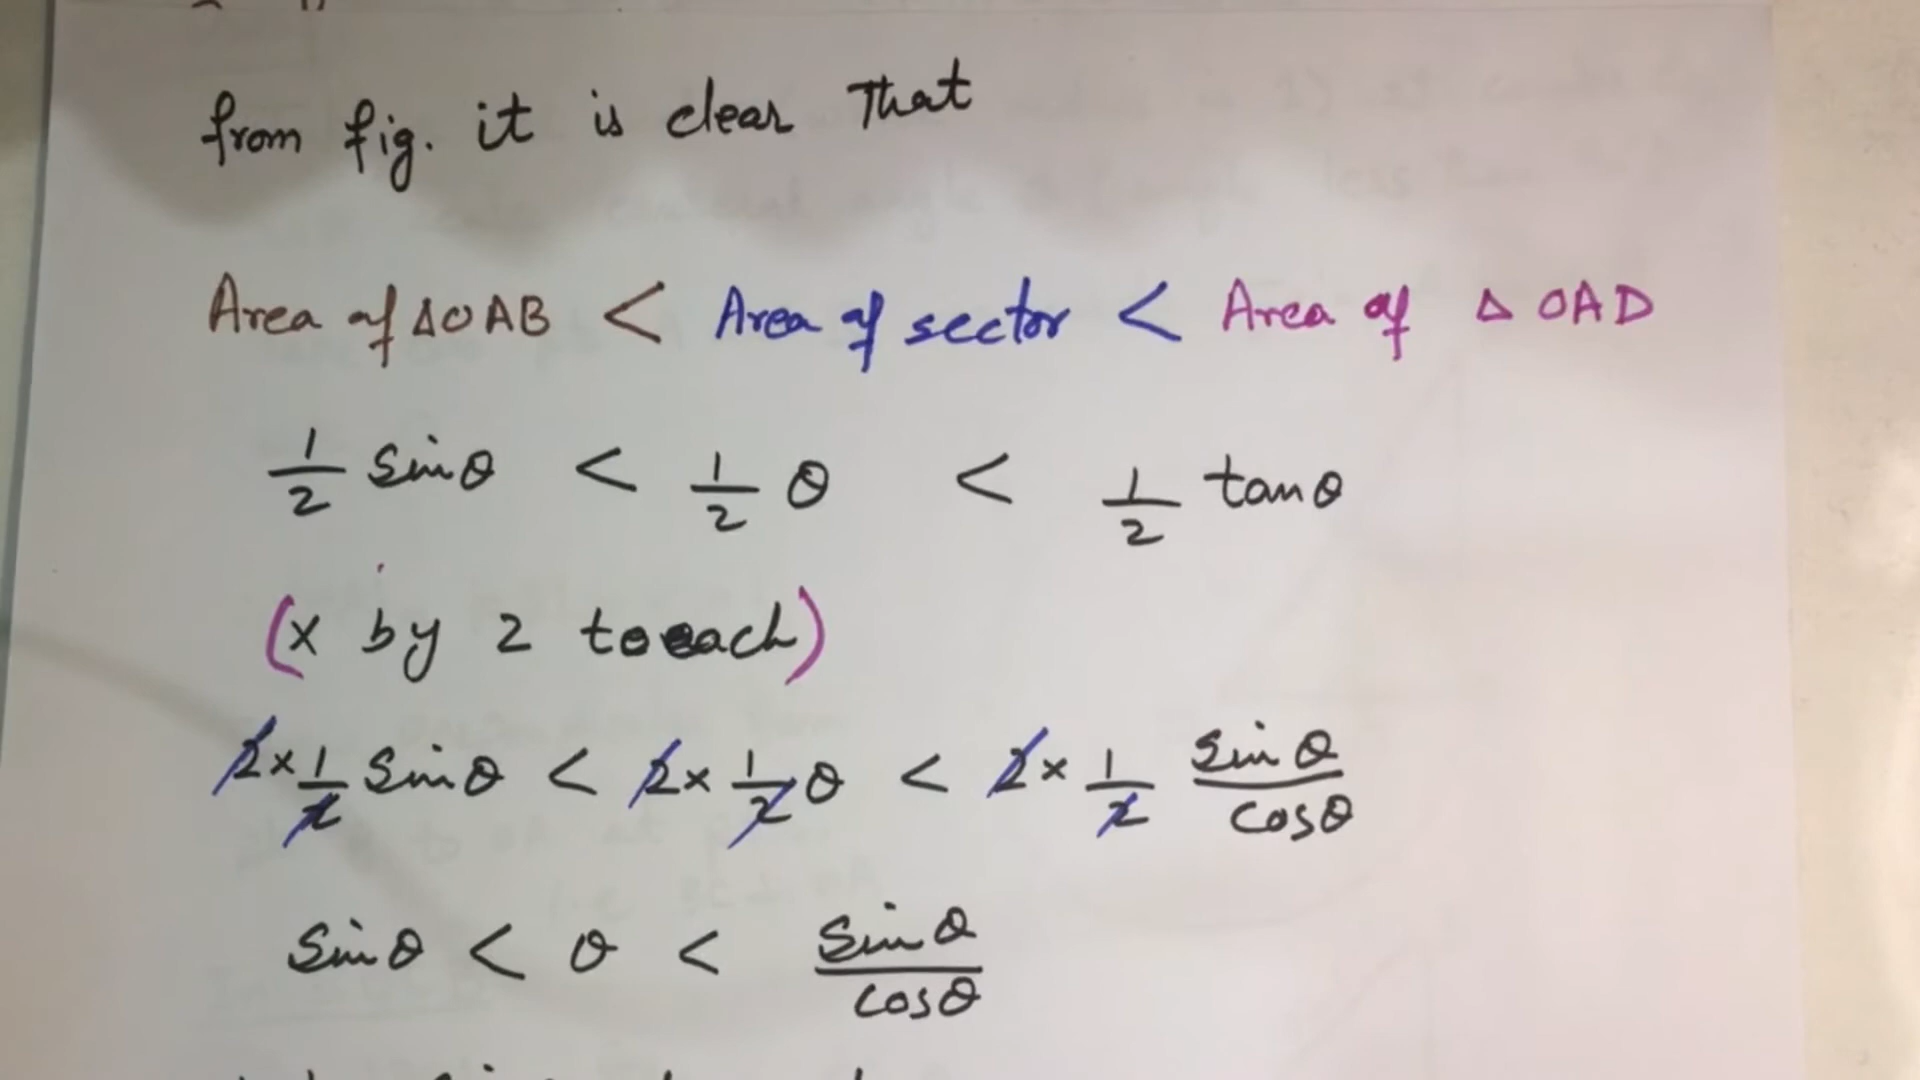 from fig. it is clear That
Area of ΔOAB < Area of sector < Area of Δ OAD
1/2 sinθ < 1/2 θ < 1/2 tanθ
(x by 2 to each)
2×1/2 sinθ < 2×1/2 θ < 2×1/2 sinθ/cosθ
sinθ < θ < sinθ/cosθ